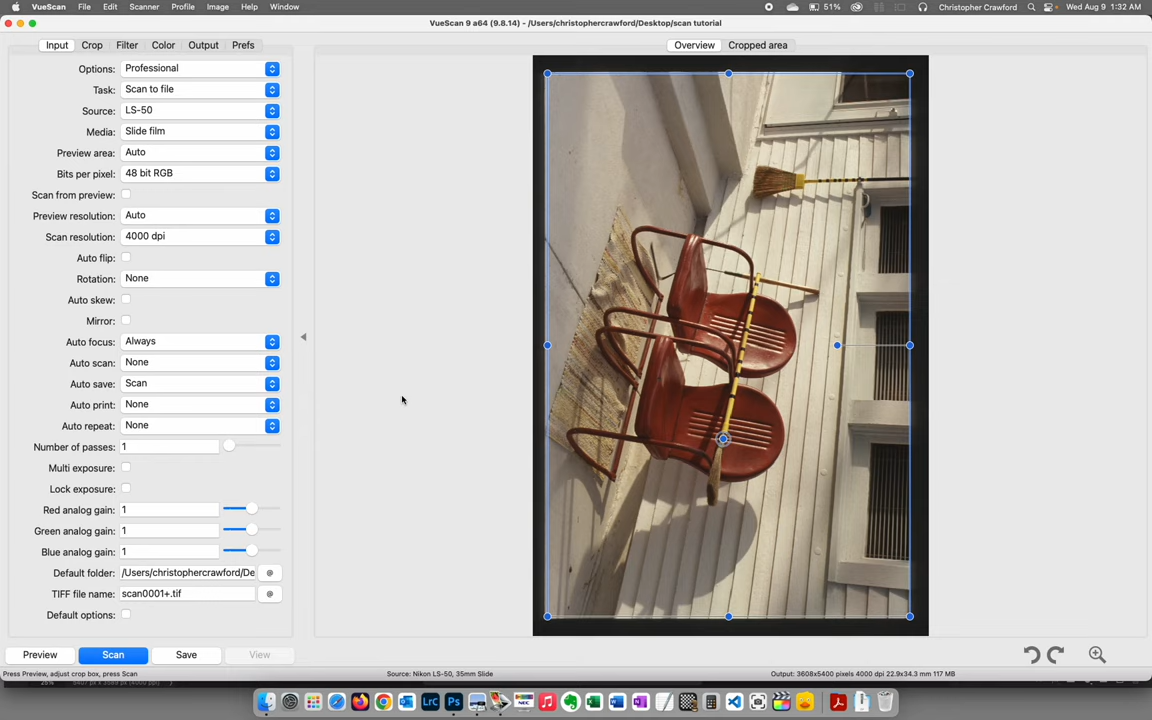 VueScan File Edit Scanner Profile Image Help Window 51% Christopher Crawford Wed Aug 9 1:32 AM
VueScan 9 a64 (9.8.14) - /Users/christophercrawford/Desktop/scan tutorial
Input Crop Filter Color Output Prefs Overview Cropped area
Options: Professional
Task: Scan to file
Source: LS-50
Media: Slide film
Preview area: Auto
Bits per pixel: 48 bit RGB
Scan from preview:
Preview resolution: Auto
Scan resolution: 4000 dpi
Auto flip:
Rotation: None
Auto skew:
Mirror:
Auto focus: Always
Auto scan: None
Auto save: Scan
Auto print: None
Auto repeat: None
Number of passes: 1
Multi exposure:
Lock exposure:
Red analog gain: 1
Green analog gain: 1
Blue analog gain: 1
Default folder: /Users/christophercrawford/De @
TIFF file name: scan0001+.tif @
Default options:
Preview Scan Save View
Press Preview, adjust crop box, press Scan Source: Nikon LS-50, 35mm Slide Output: 3608x5400 pixels 4000 dpi 22.9x34.3 mm 117 MB